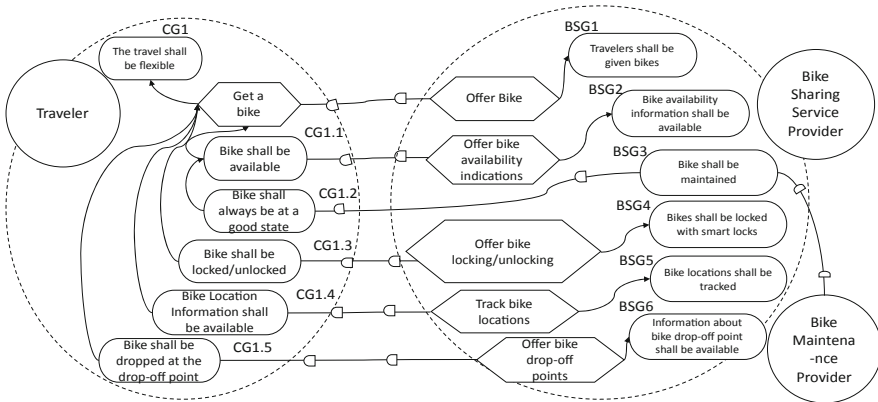 CG1
The travel shall
be flexible
Traveler
Get a
bike
CG1.1
Bike shall be
available
CG1.2
Bike shall
always be at a
good state
CG1.3
Bike shall be
locked/unlocked
CG1.4
Bike Location
Information shall
be available
CG1.5
Bike shall be
dropped at the
drop-off point
Offer Bike
Offer bike
availability
indications
Offer bike
locking/unlocking
Track bike
locations
Offer bike
drop-off
points
BSG1
Travelers shall be
given bikes
BSG2
Bike availability
information shall be
available
BSG3
Bike shall be
maintained
BSG4
Bikes shall be locked
with smart locks
BSG5
Bike locations shall be
tracked
BSG6
Information about
bike drop-off point
shall be available
Bike
Sharing
Service
Provider
Bike
Maintena
-nce
Provider